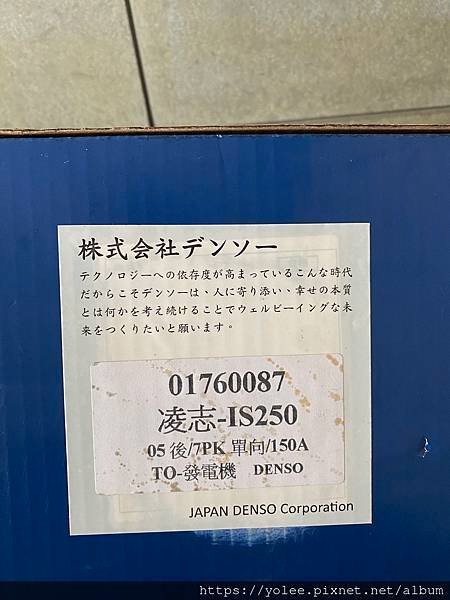 株式会社デンソー
テクノロジーへの依存度が高まっているこんな時代
だからこそデンソーは、人に寄り添い、幸せの本質
とは何かを考え続けることでウェルビーイングな未
来をつくりたいと願います。
01760087
凌志-IS250
05 後/7PK 單向/150A
TO-發電機 DENSO
JAPAN DENSO Corporation
https://yolee.pixnet.net/album